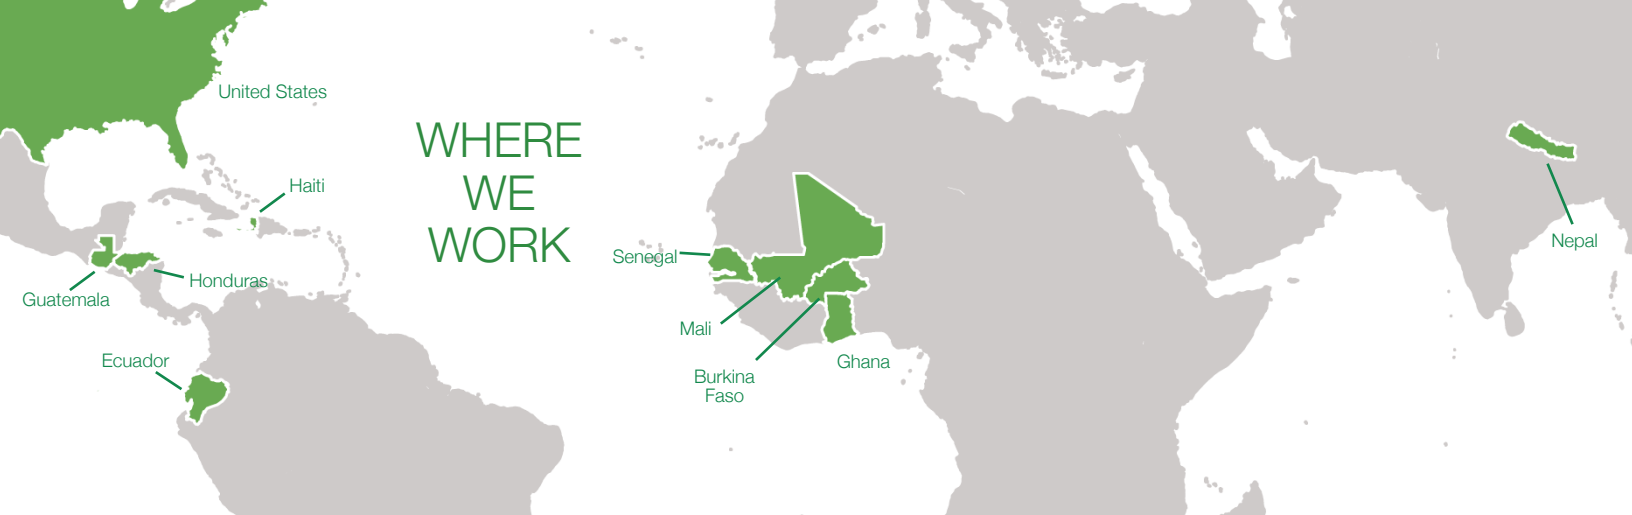 United States
WHERE
WE
WORK
Haiti
Senegal
Nepal
Honduras
Guatemala
Mali
Ecuador
Ghana
Burkina
Faso